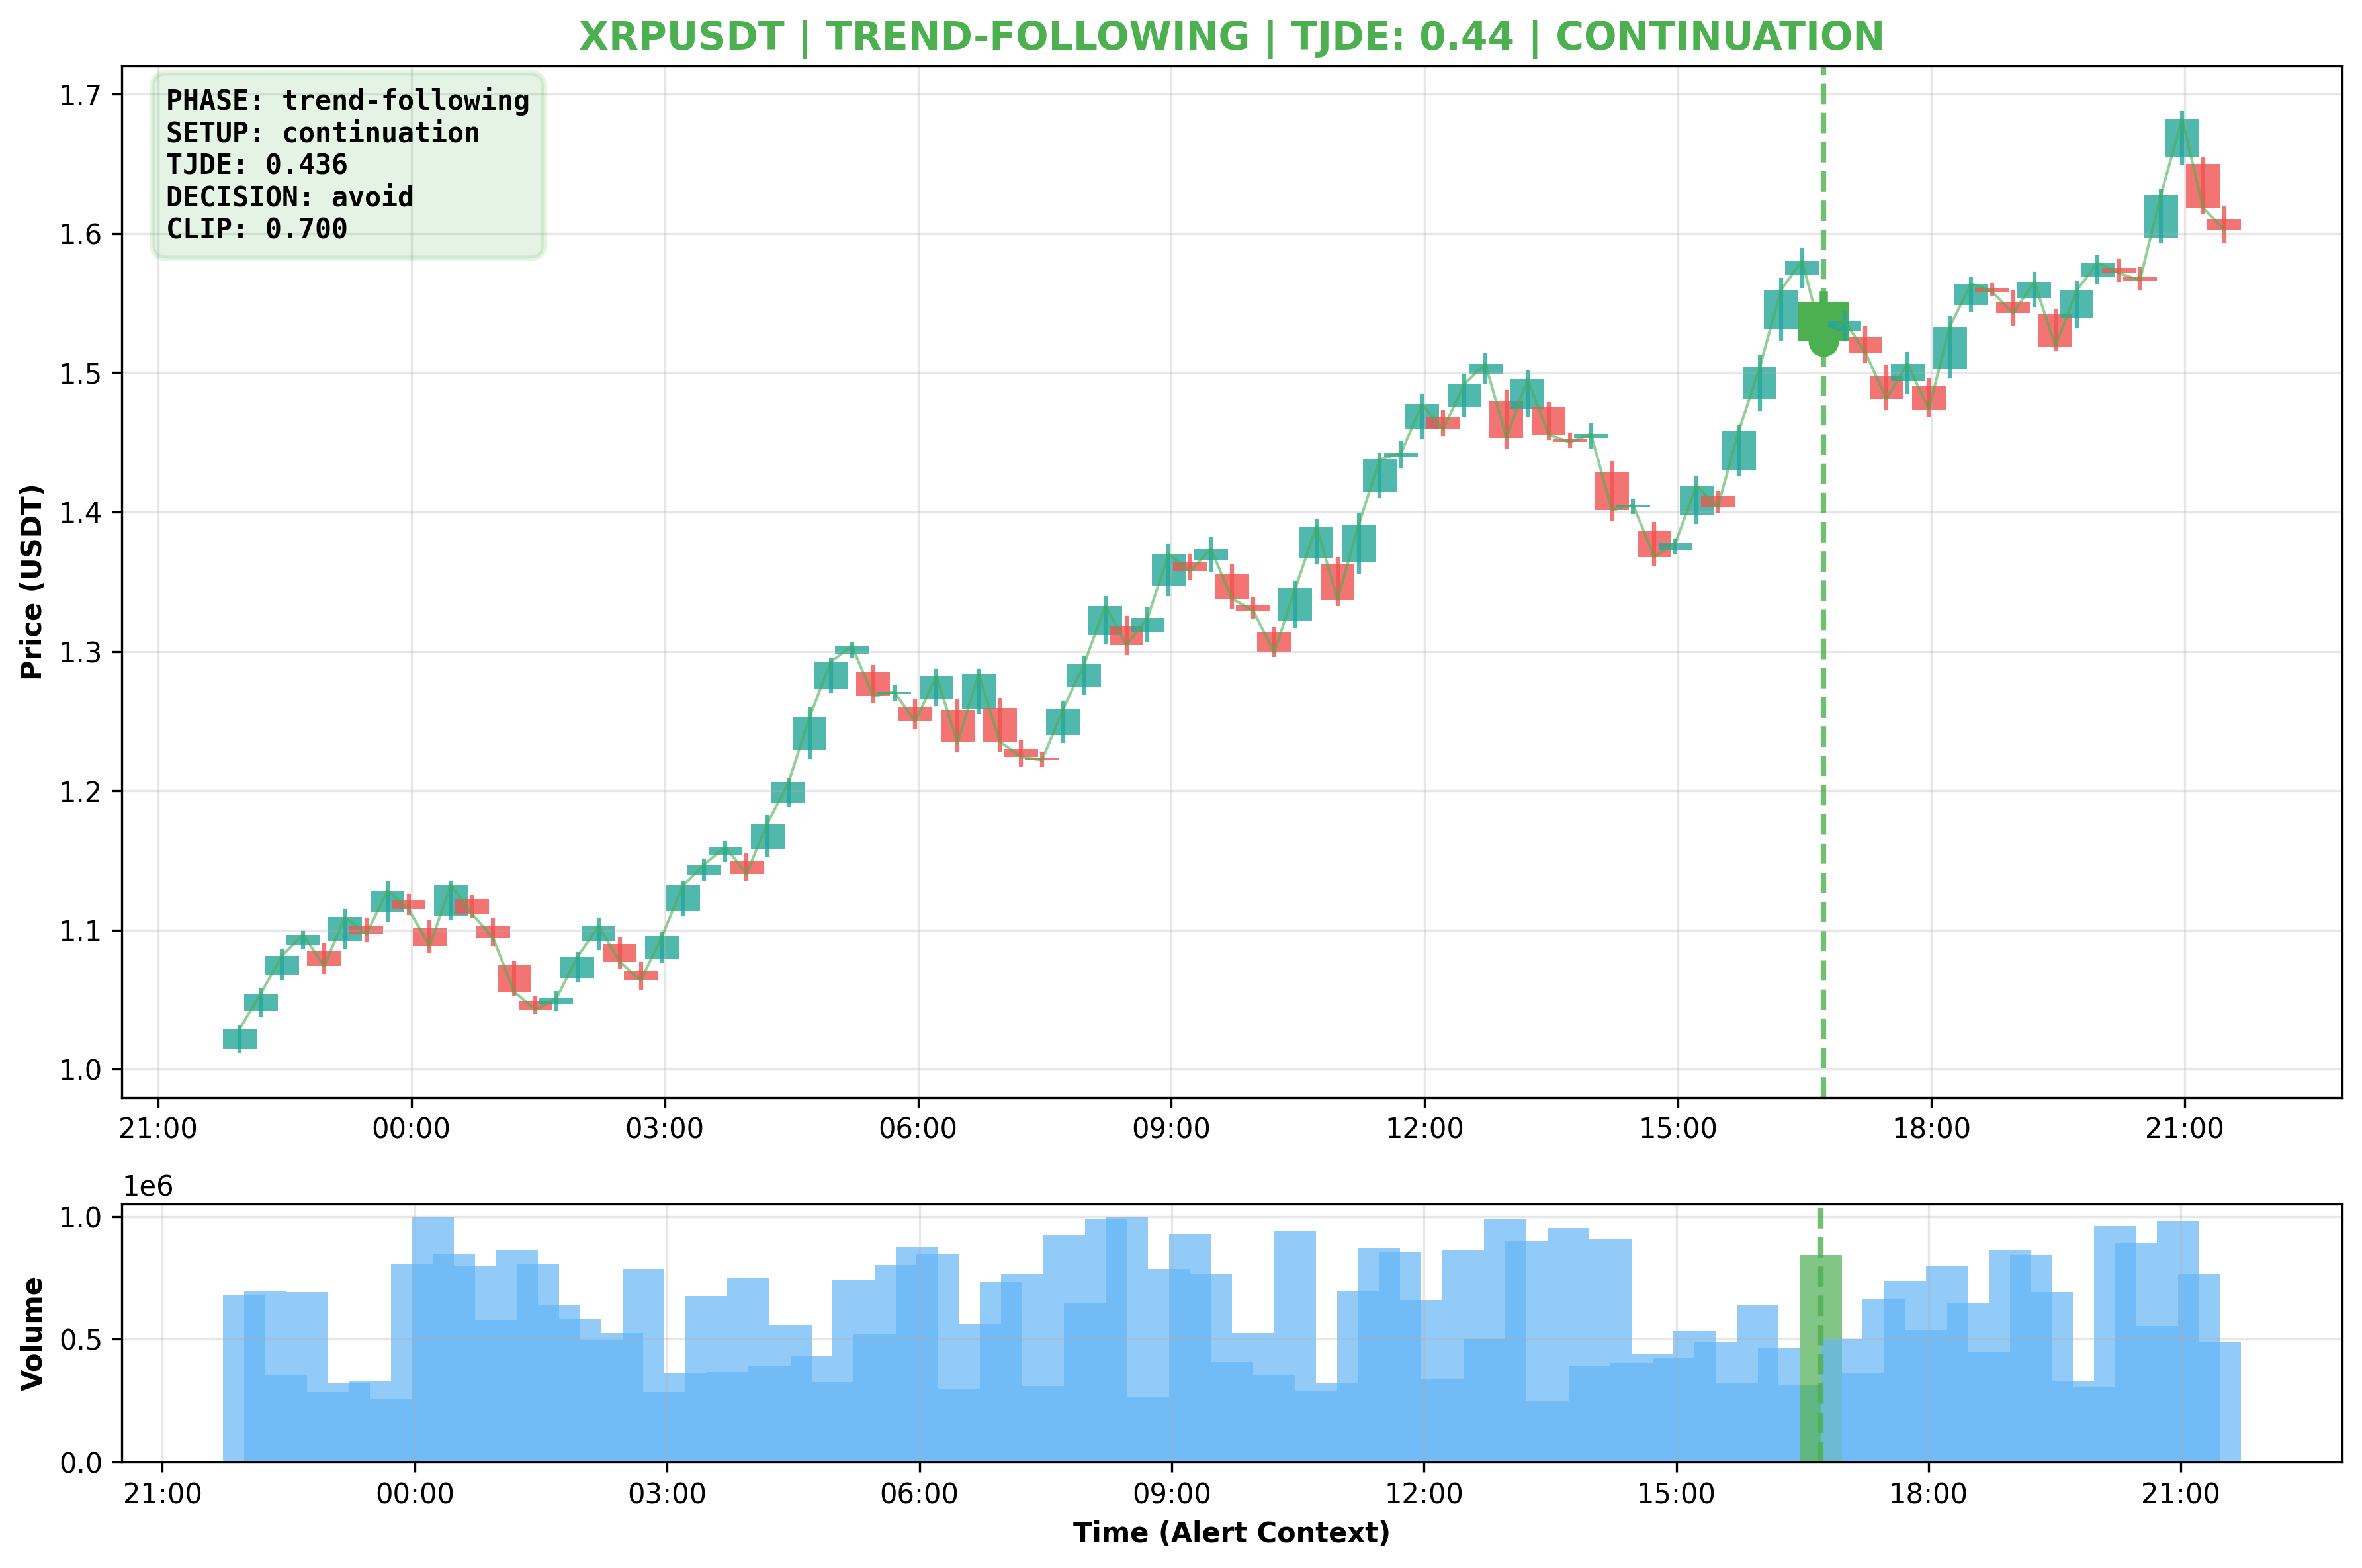 XRPUSDT | TREND-FOLLOWING | TJDE: 0.44 | CONTINUATION
PHASE: trend-following
SETUP: continuation
TJDE: 0.436
DECISION: avoid
CLIP: 0.700
Price (USDT)
1.7
1.6
1.5
1.4
1.3
1.2
1.1
1.0
21:00 00:00 03:00 06:00 09:00 12:00 15:00 18:00 21:00
1e6
Volume
1.0
0.5
0.0
21:00 00:00 03:00 06:00 09:00 12:00 15:00 18:00 21:00
Time (Alert Context)